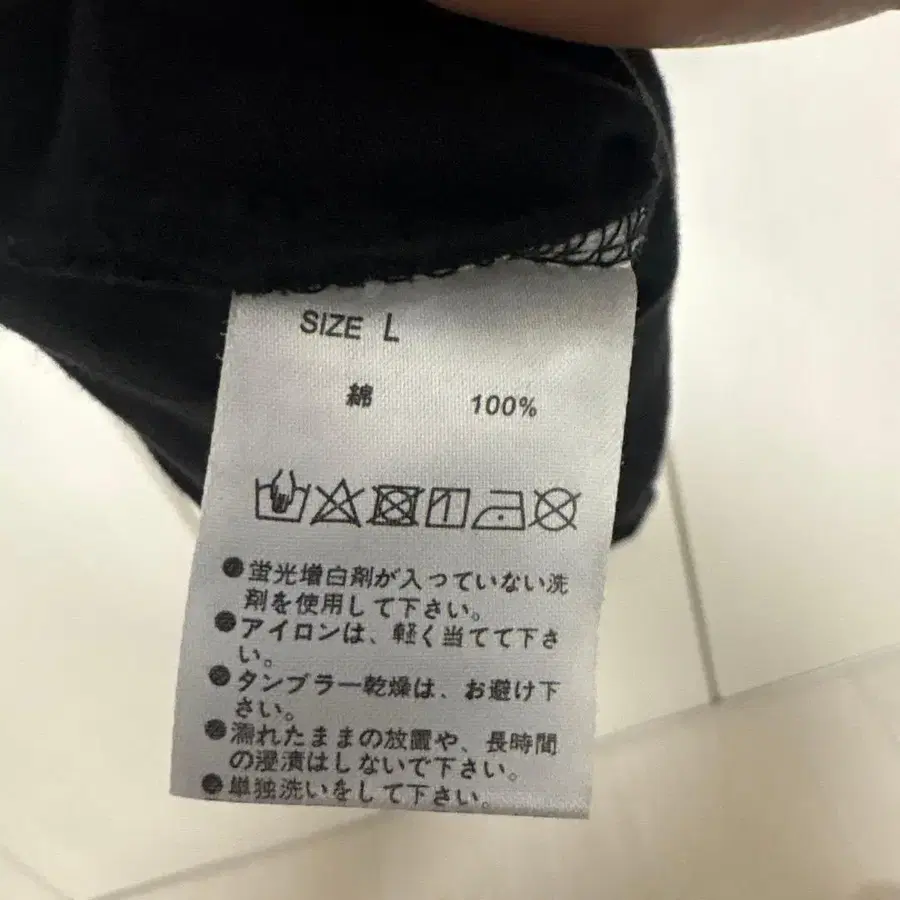 SIZE L
綿 100%
●蛍光増白剤が入っていない洗
剤を使用して下さい。
●アイロンは、軽く当てて下さ
い。
●タンブラー乾燥は、お避け下
さい。
●濡れたままの放置や、長時間
の浸漬はしないで下さい。
●単独洗いをして下さい。